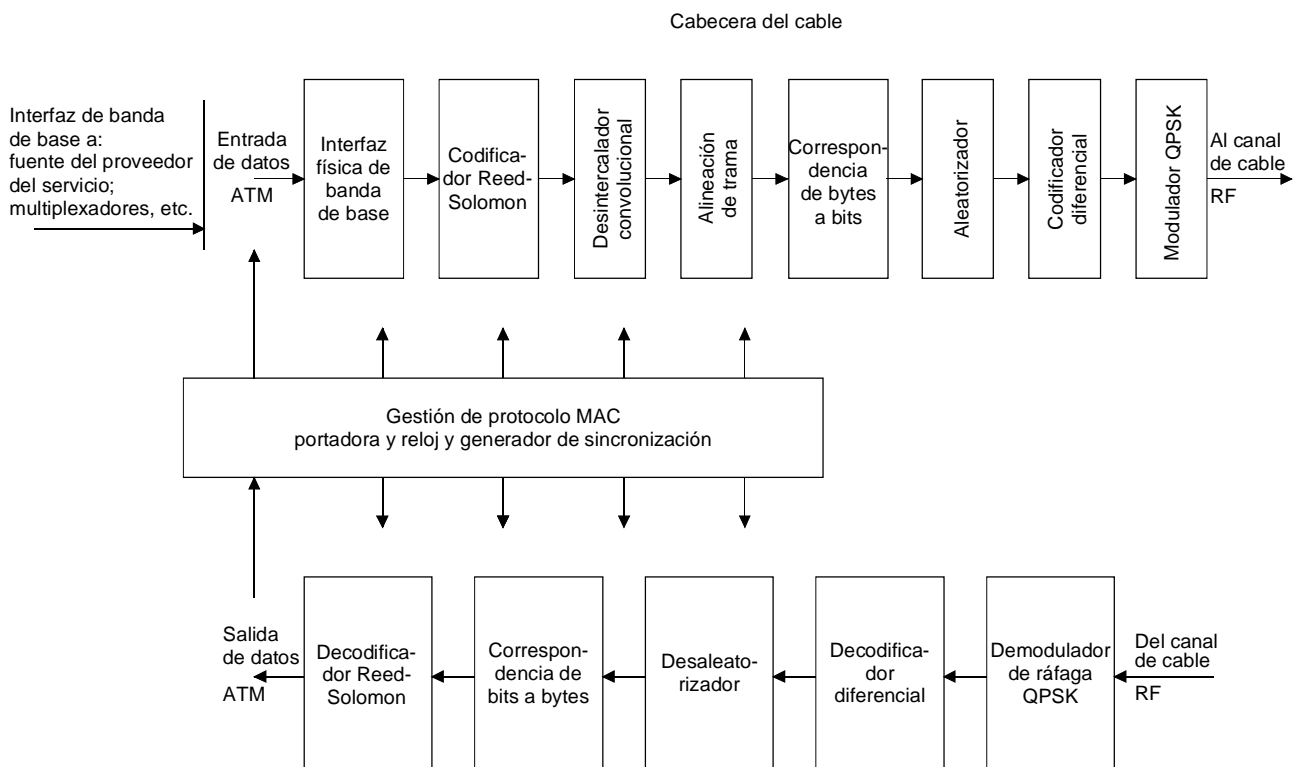 Cabecera del cable
Interfaz de banda
de base a:
fuente del proveedor
del servicio;
multiplexadores, etc.
Entrada
de datos
ATM
Interfaz
física de
banda
de base
Codifica-
dor Reed-
Solomon
Desintercalador
convolucional
Alineación
de trama
Correspon-
dencia
de bytes
a bits
Aleatorizador
Codificador
diferencial
Modulador QPSK
Al canal
de cable
RF
Gestión de protocolo MAC
portadora y reloj y generador de sincronización
Salida
de datos
ATM
Decodifica-
dor Reed-
Solomon
Correspon-
dencia de
bits a bytes
Desaleato-
rizador
Decodifica-
dor
diferencial
Demodulador
de ráfaga
QPSK
Del canal
de cable
RF